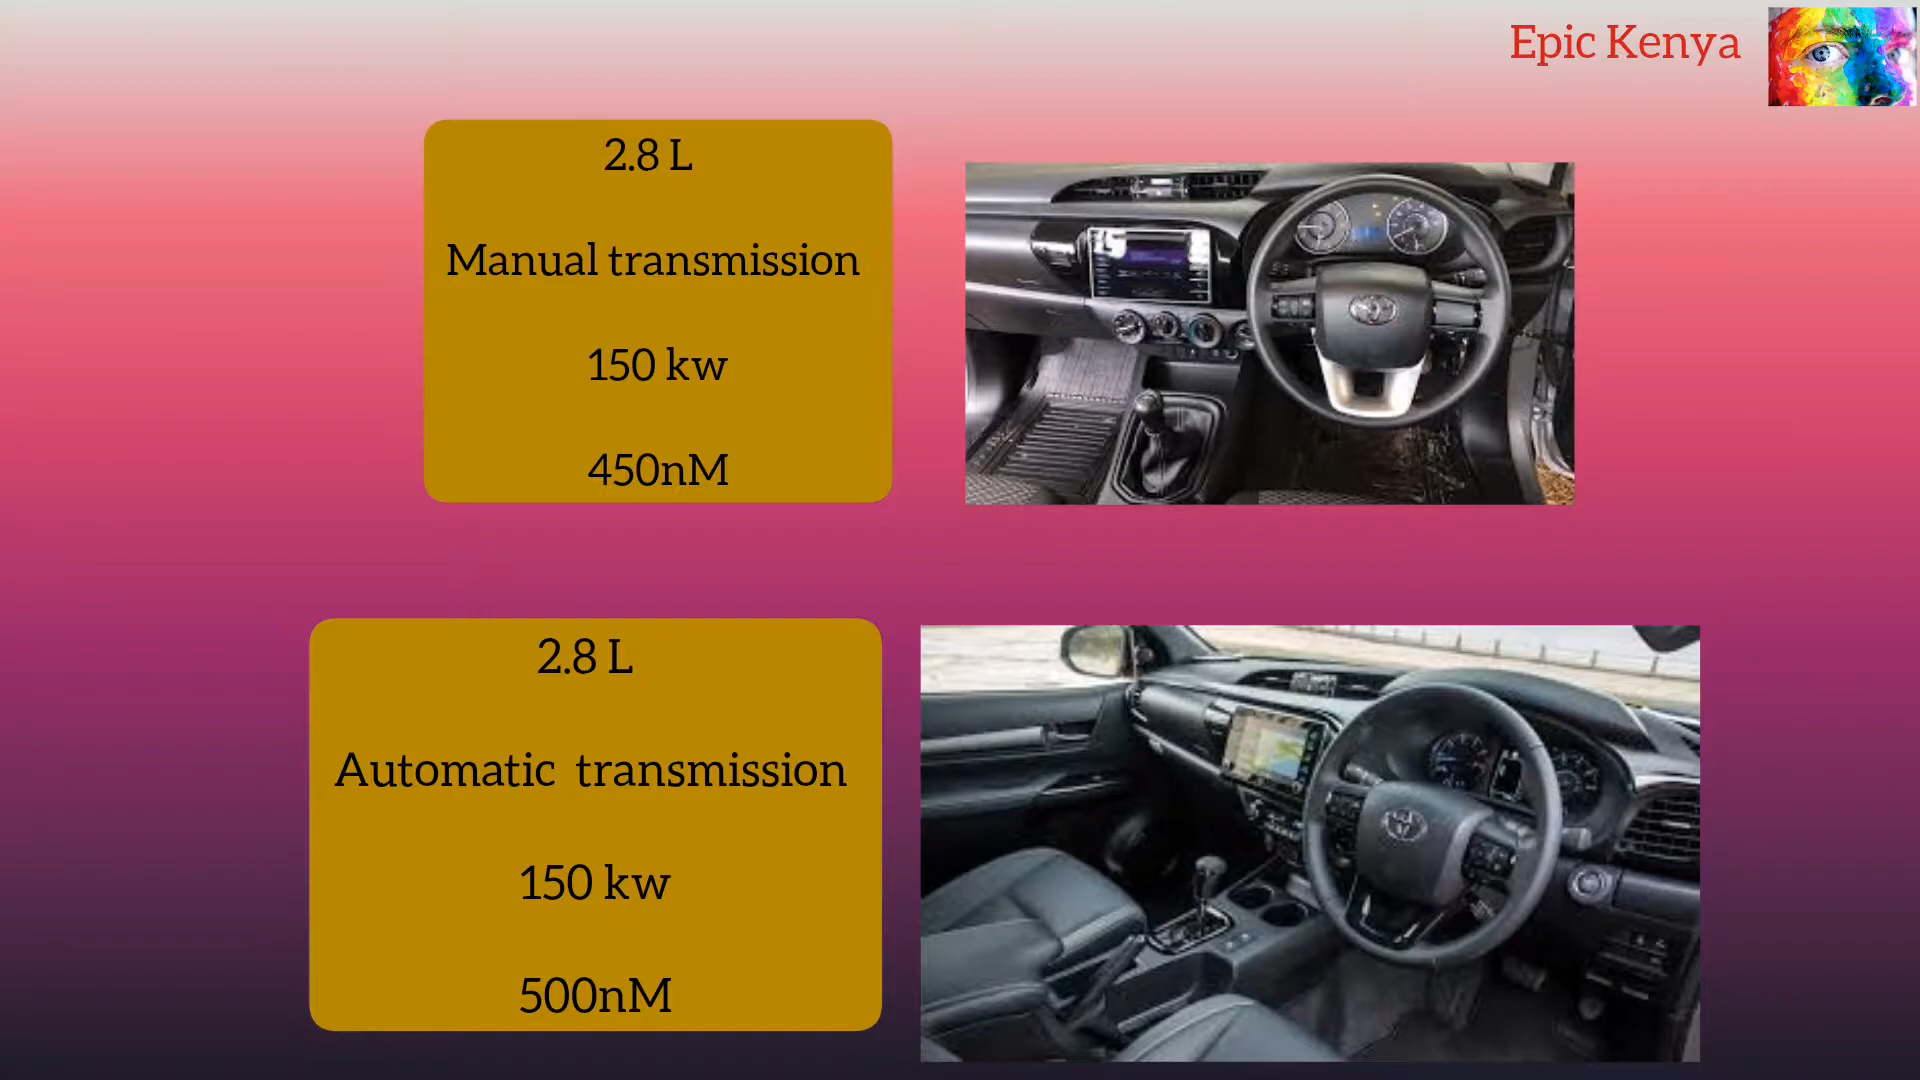 Epic Kenya
2.8 L
Manual transmission
150 kw
450nM
2.8 L
Automatic transmission
150 kw
500nM